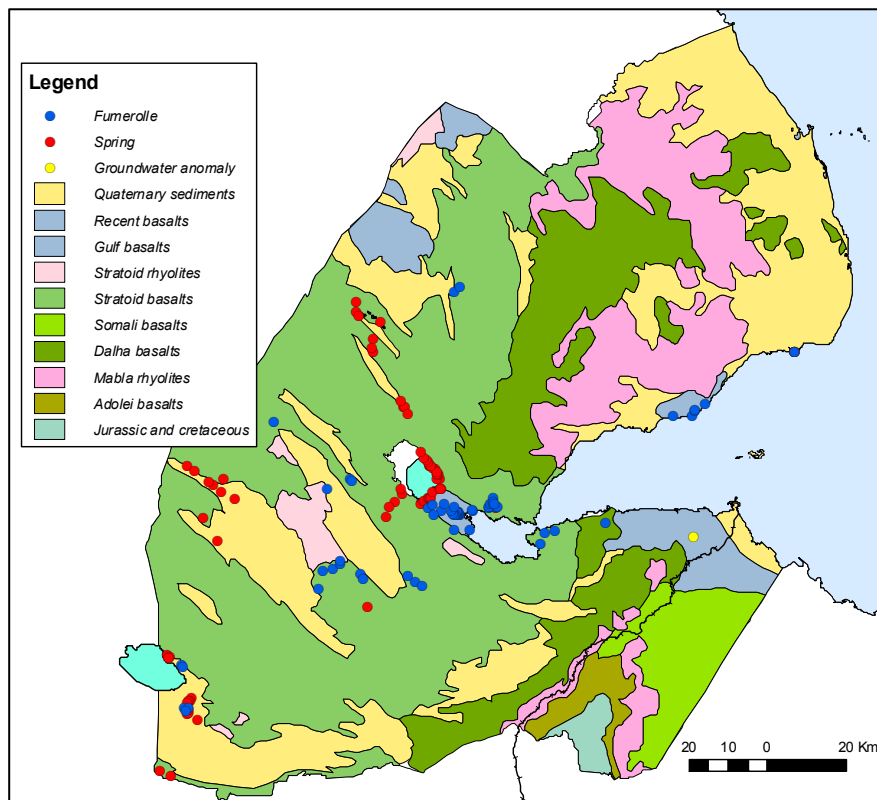 Legend
Fumerolle
Spring
Groundwater anomaly
Quaternary sediments
Recent basalts
Gulf basalts
Stratoid rhyolites
Stratoid basalts
Somali basalts
Dalha basalts
Mabla rhyolites
Adolei basalts
Jurassic and cretaceous
20 10 0 20 Km